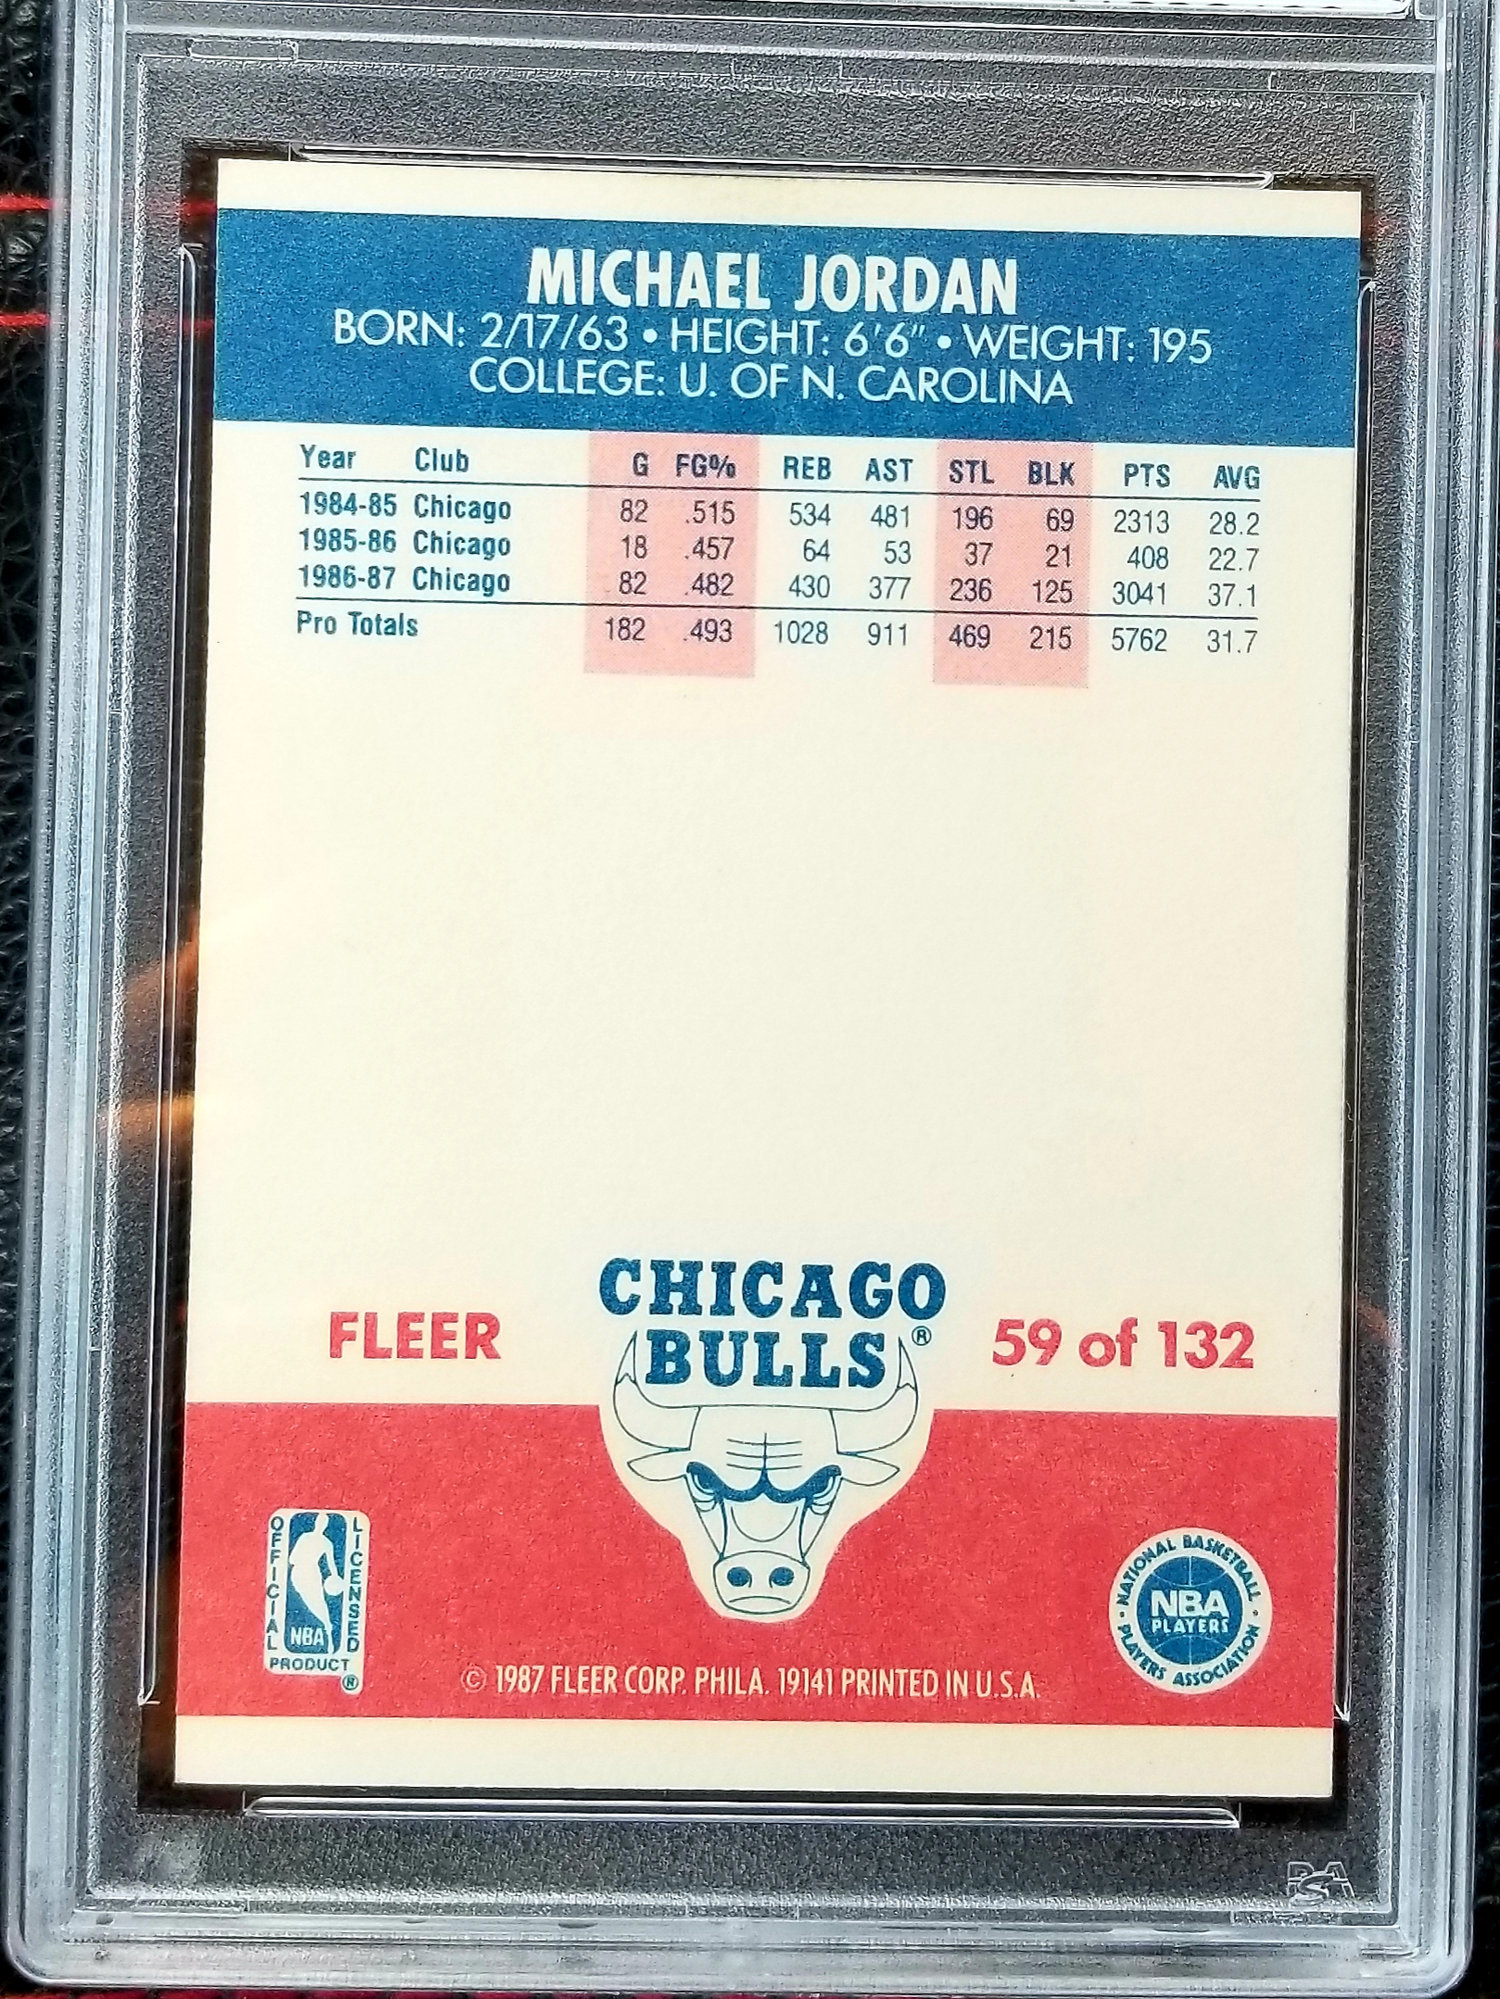 MICHAEL JORDAN
BORN: 2/17/63 • HEIGHT: 6'6" • WEIGHT: 195
COLLEGE: U. OF N. CAROLINA
Year Club G FG% REB AST STL BLK PTS AVG
1984-85 Chicago 82 .515 534 481 196 69 2313 28.2
1985-86 Chicago 18 .457 64 53 37 21 408 22.7
1986-87 Chicago 82 .482 430 377 236 125 3041 37.1
Pro Totals 182 .493 1028 911 469 215 5762 31.7
CHICAGO
BULLS®
FLEER
59 of 132
OFFICIAL LICENSED
NBA
PRODUCT
®
NATIONAL BASKETBALL
NBA
PLAYERS
PLAYERS ASSOCIATION
© 1987 FLEER CORP. PHILA. 19141 PRINTED IN U.S.A.
PSA